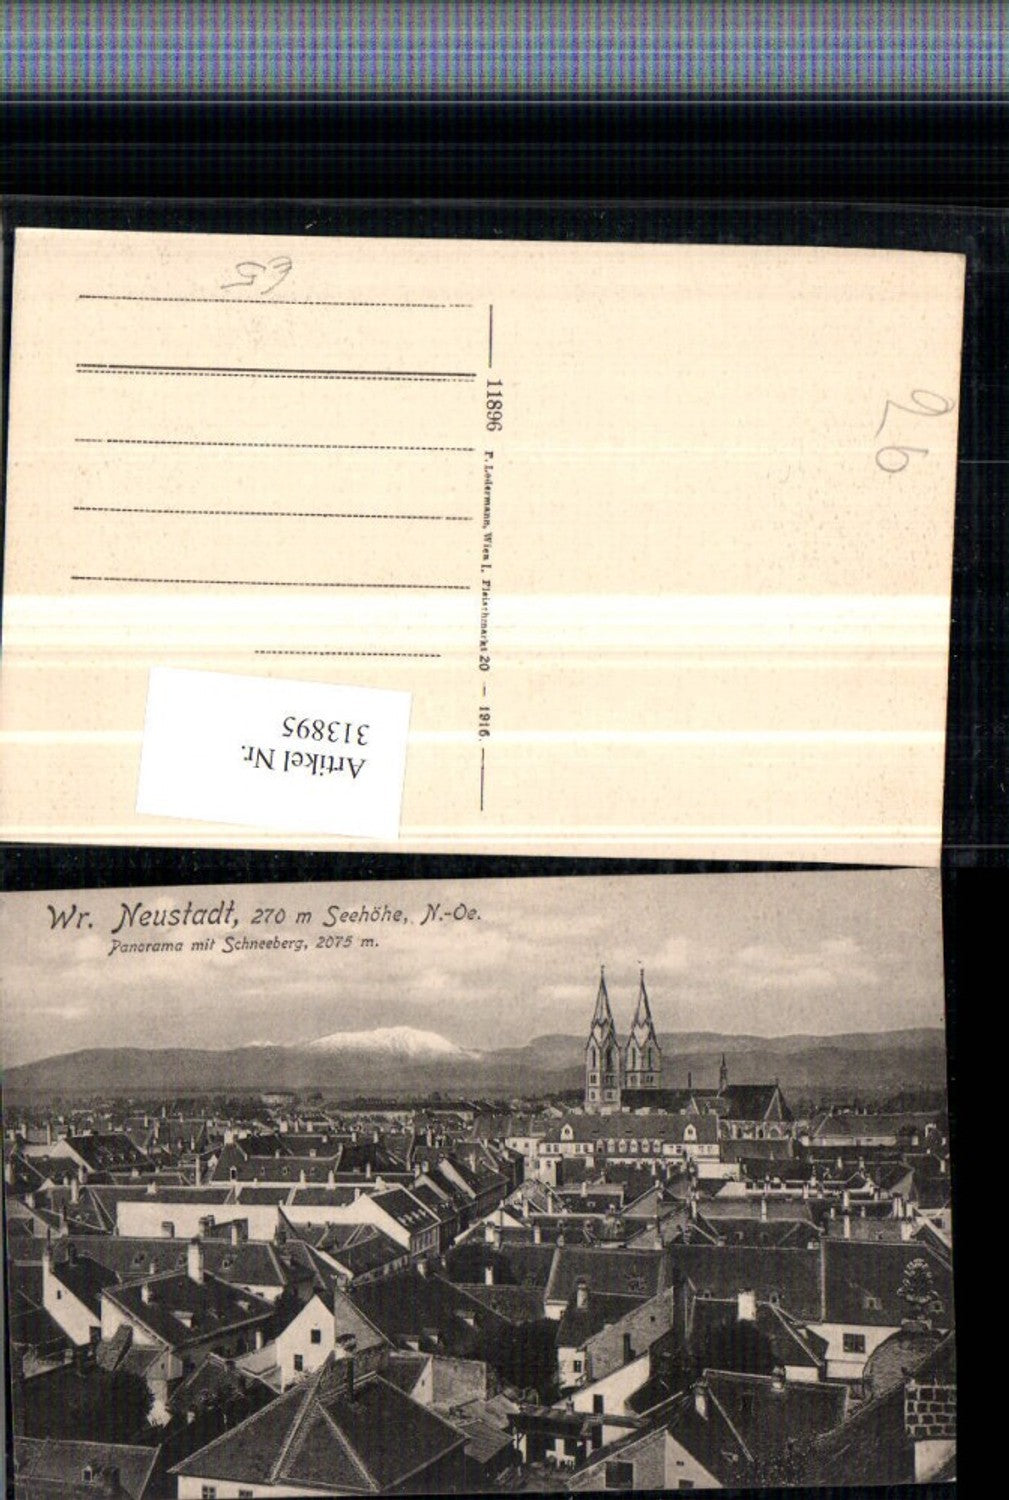 €5
26
11896 P. Ledermann, Wien I, Fleischmarkt 20 — 1916.
Artikel Nr.
313895
Wr. Neustadt, 270 m Seehöhe, N.-Oe.
Panorama mit Schneeberg, 2075 m.